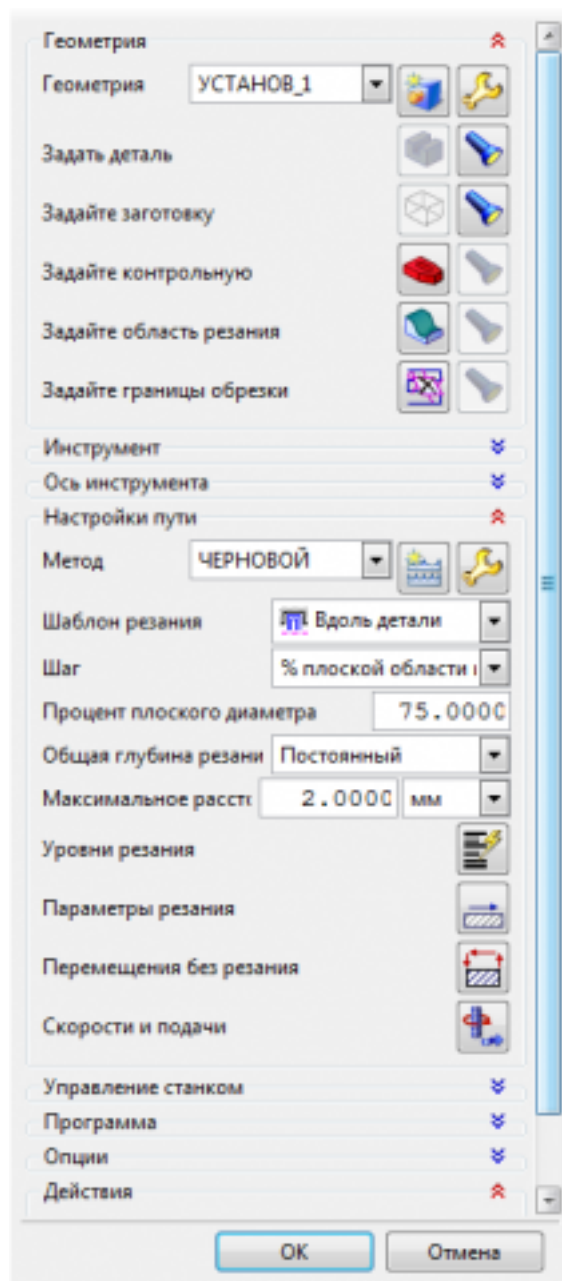 Геометрия
Геометрия УСТАНОВ_1
Задать деталь
Задайте заготовку
Задайте контрольную
Задайте область резания
Задайте границы обрезки
Инструмент
Ось инструмента
Настройки пути
Метод ЧЕРНОВОЙ
Шаблон резания Вдоль детали
Шаг % плоской области
Процент плоского диаметра 75.0000
Общая глубина резани Постоянный
Максимальное расст 2.0000 мм
Уровни резания
Параметры резания
Перемещения без резания
Скорости и подачи
Управление станком
Программа
Опции
Действия
ОК Отмена